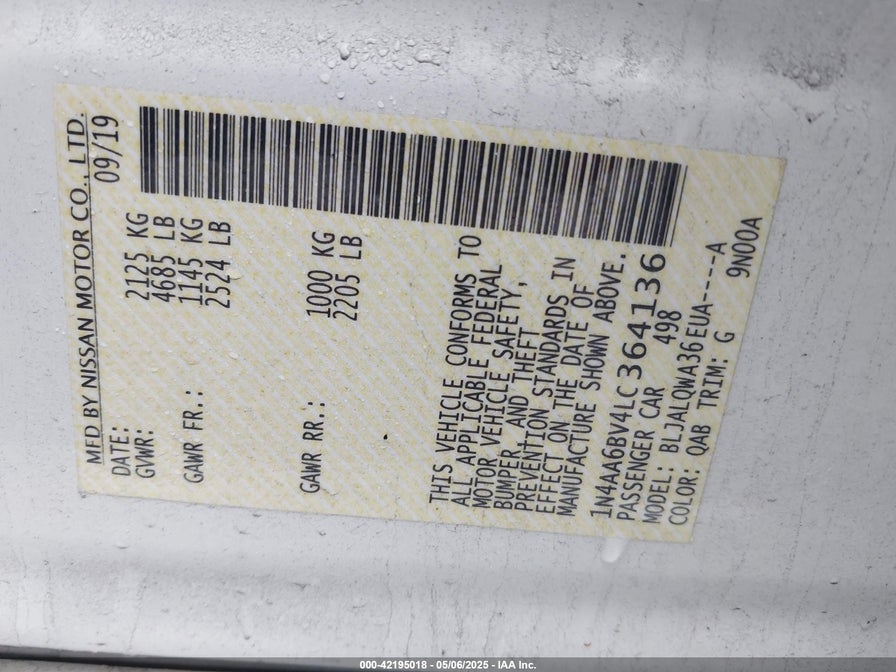 MFD BY NISSAN MOTOR CO., LTD.
DATE: 09/19
GVWR: 2125 KG
4685 LB
GAWR FR.: 1145 KG
2524 LB
GAWR RR.: 1000 KG
2205 LB
THIS VEHICLE CONFORMS TO
ALL APPLICABLE FEDERAL
MOTOR VEHICLE SAFETY,
BUMPER, AND THEFT
PREVENTION STANDARDS IN
EFFECT ON THE DATE OF
MANUFACTURE SHOWN ABOVE.
1N4AA6BV4LC364136
PASSENGER CAR 498
MODEL: BLJALQWA36EUA----A
COLOR: QAB TRIM: G 9N00A
000-42195018 - 05/06/2025 - IAA Inc.